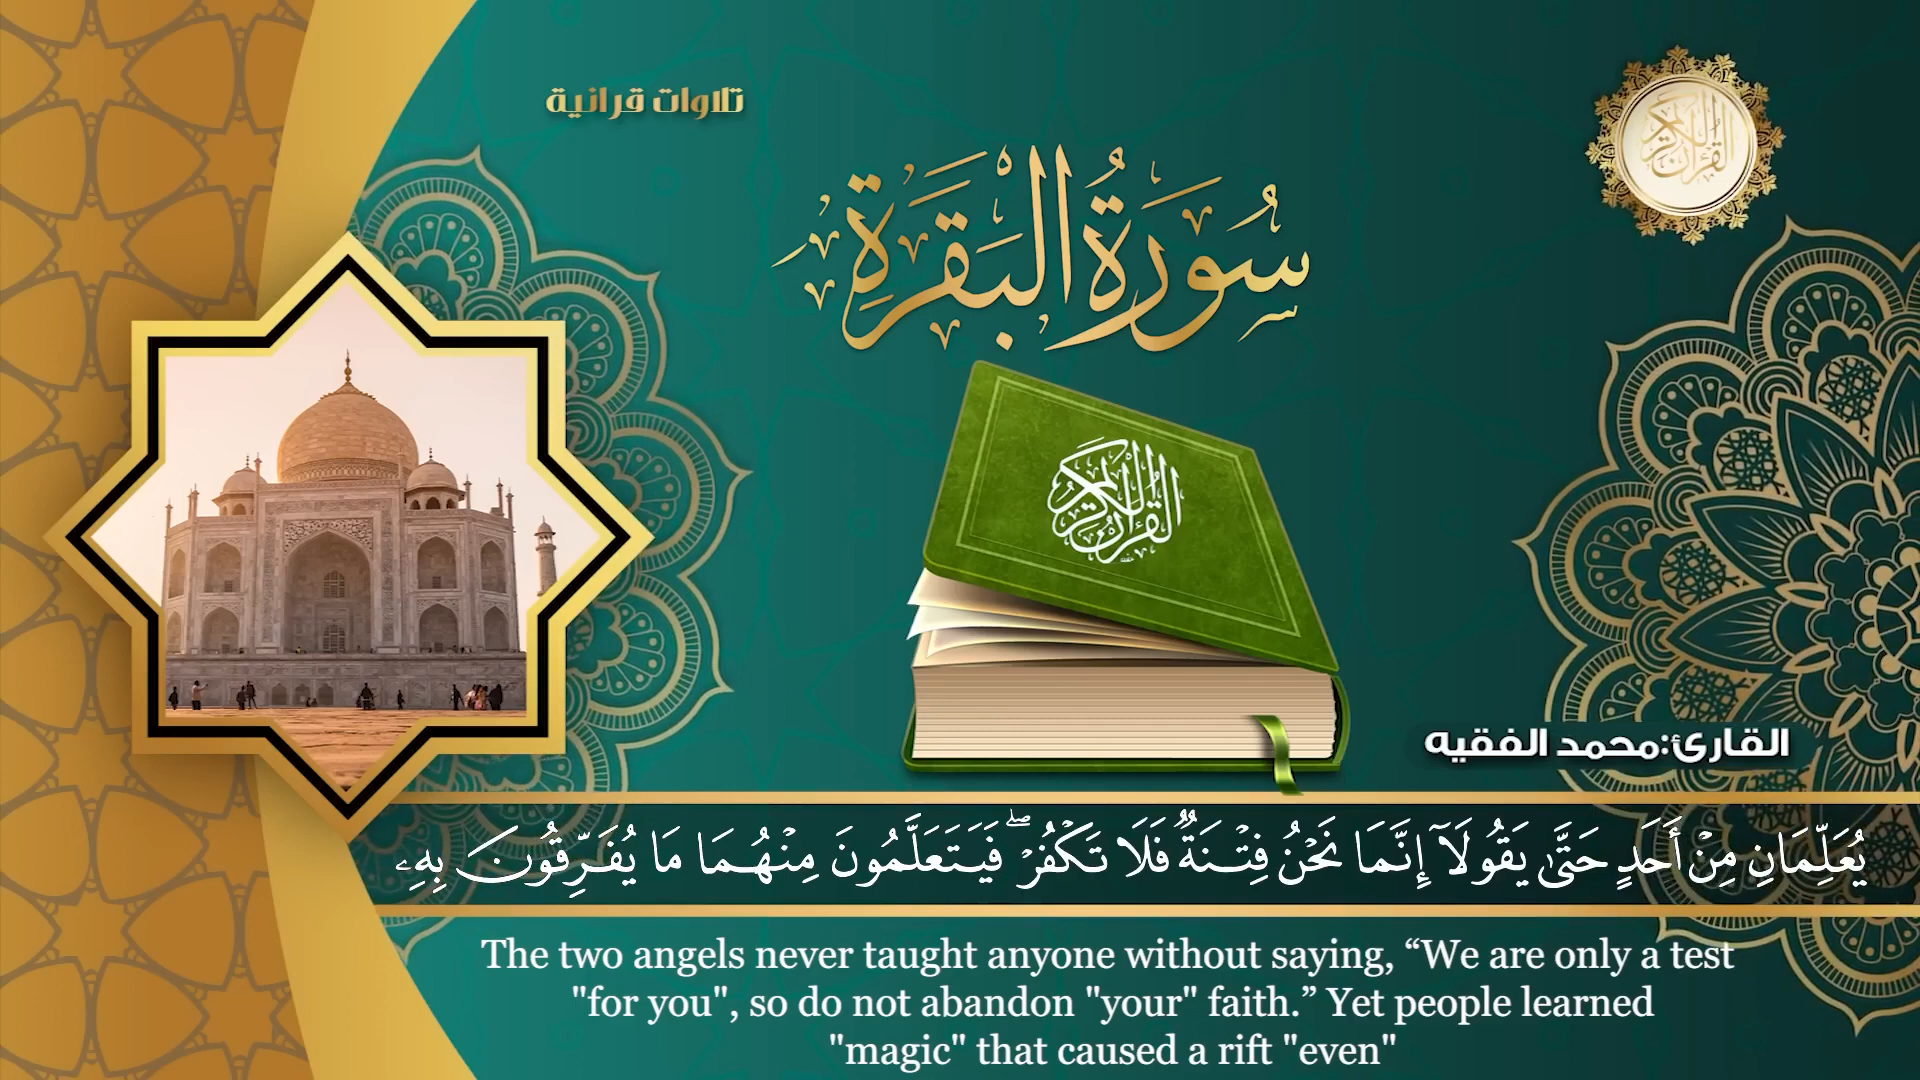 تلاوات قرانية
سُورَةُ البَقَرَةِ
القرآن الكريم
القرآن الكريم
القارئ:محمد الفقيه
يُعَلِّمَانِ مِنْ أَحَدٍ حَتَّىٰ يَقُولَآ إِنَّمَا نَحْنُ فِتْنَةٌ فَلَا تَكْفُرْ ۖ فَيَتَعَلَّمُونَ مِنْهُمَا مَا يُفَرِّقُونَ بِهِۦ
The two angels never taught anyone without saying, “We are only a test
"for you", so do not abandon "your" faith.” Yet people learned
"magic" that caused a rift "even"